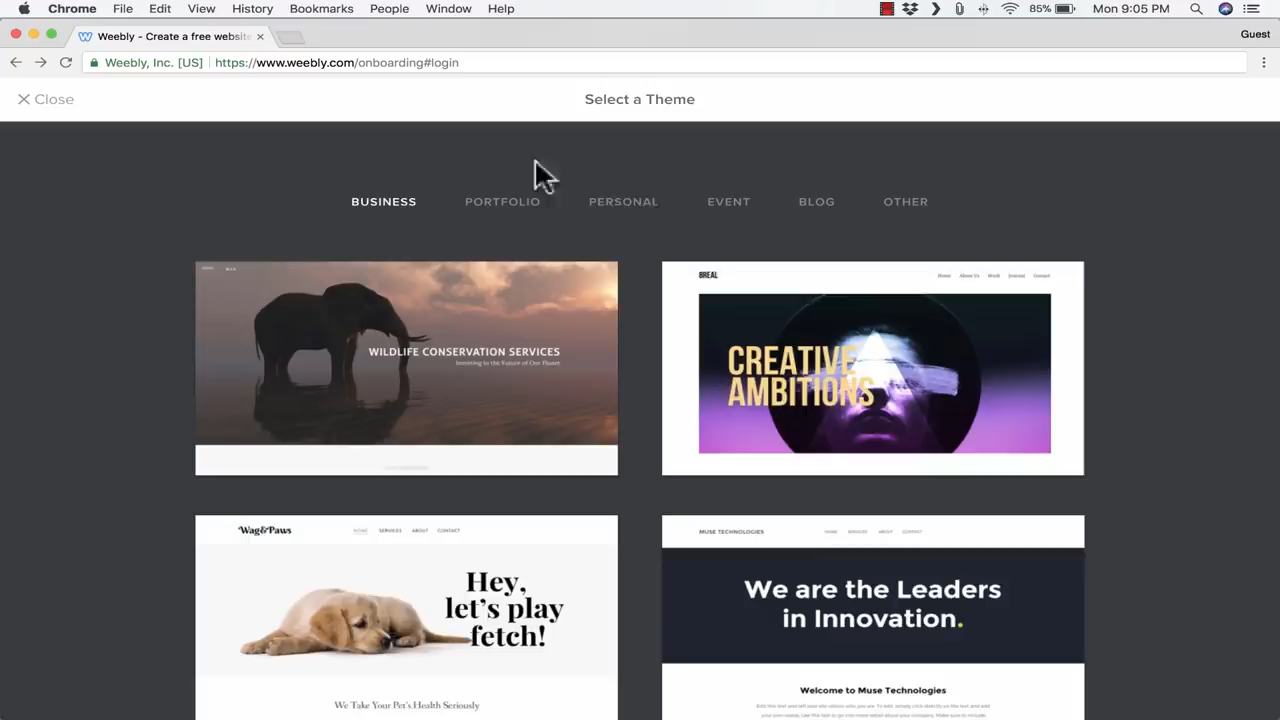 Chrome File Edit View History Bookmarks People Window Help 85% Mon 9:05 PM
Weebly - Create a free website Guest
Weebly, Inc. [US] https://www.weebly.com/onboarding#login
Close Select a Theme
BUSINESS PORTFOLIO PERSONAL EVENT BLOG OTHER
WILDLIFE CONSERVATION SERVICES
Investing in the Future of Our Planet
BREAL Home About Us Work Journal Contact
CREATIVE
AMBITIONS
Wag&Paws HOME SERVICES ABOUT CONTACT
Hey,
let's play
fetch!
We Take Your Pet's Health Seriously
MUSE TECHNOLOGIES HOME SERVICES ABOUT CONTACT
We are the Leaders
in Innovation.
Welcome to Muse Technologies